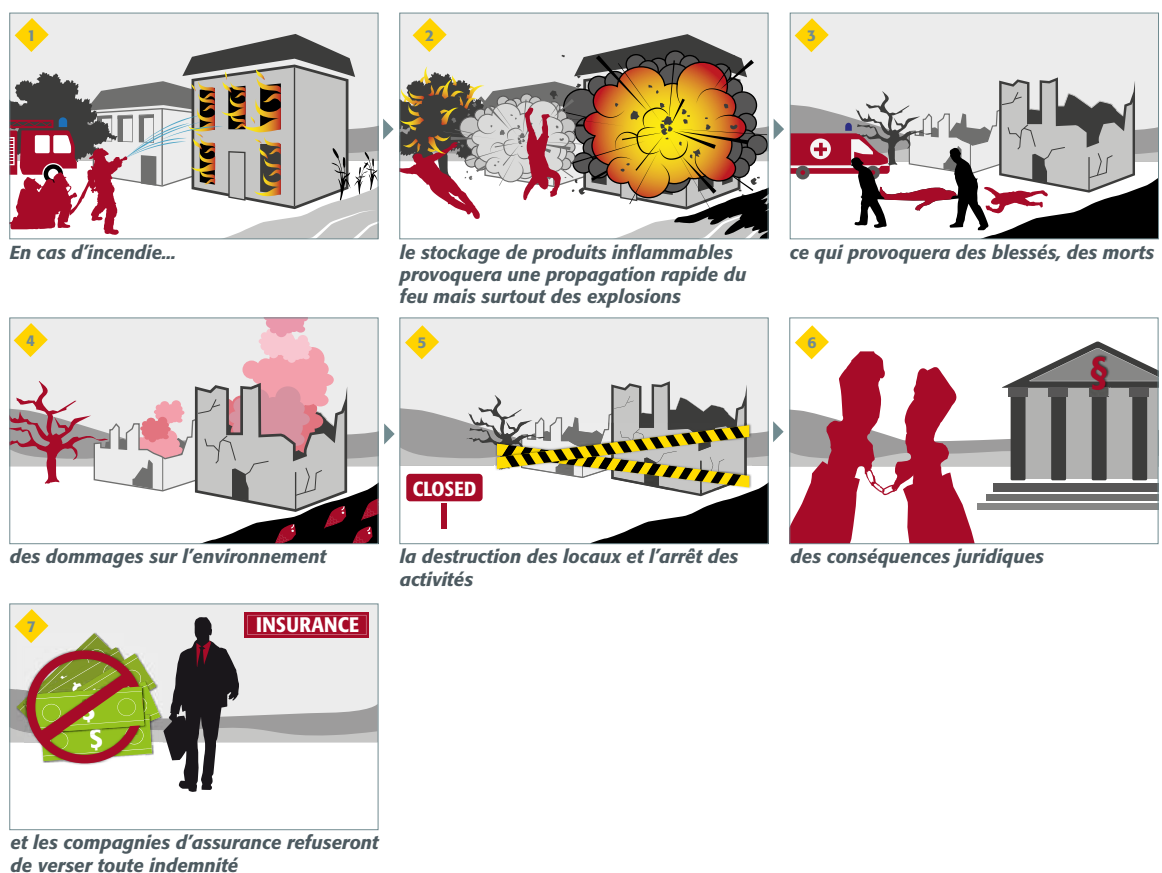 1
En cas d'incendie...
2
le stockage de produits inflammables
provoquera une propagation rapide du
feu mais surtout des explosions
3
ce qui provoquera des blessés, des morts
4
des dommages sur l'environnement
5
CLOSED
la destruction des locaux et l'arrêt des
activités
6
§
des conséquences juridiques
7
INSURANCE
$
$
et les compagnies d'assurance refuseront
de verser toute indemnité